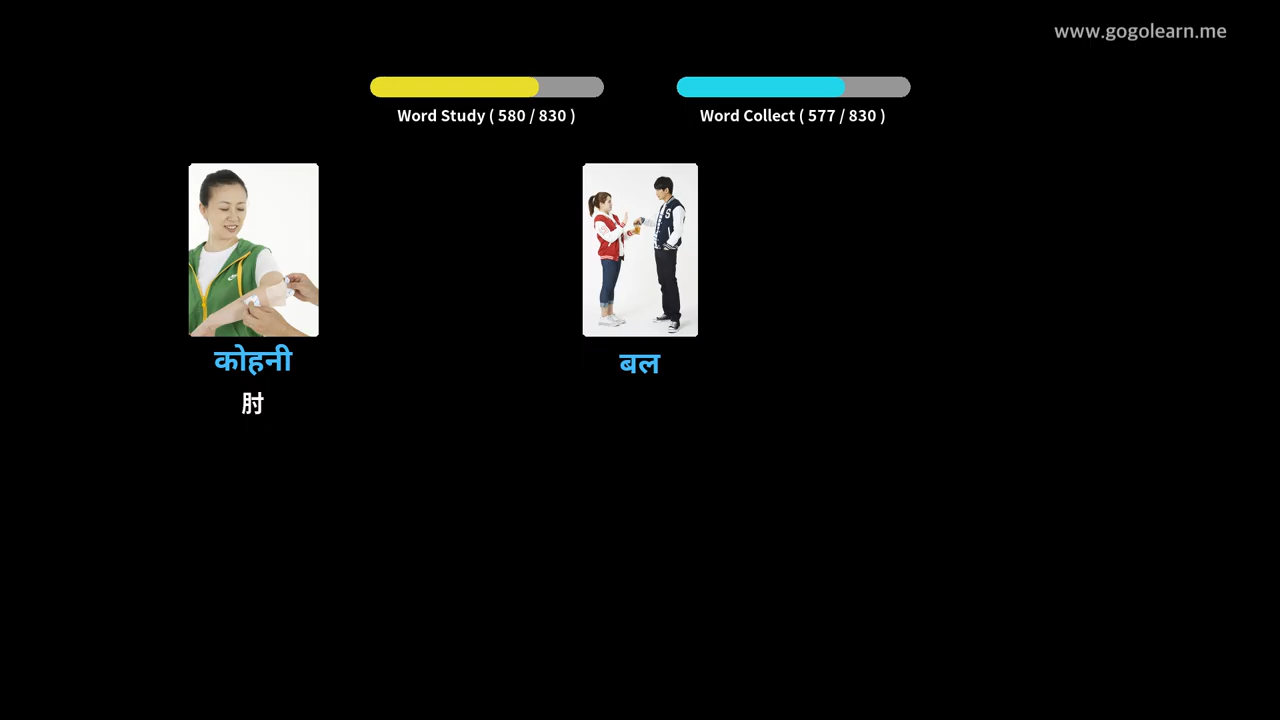 www.gogolearn.me
Word Study ( 580 / 830 )
Word Collect ( 577 / 830 )
कोहनी
बल
肘